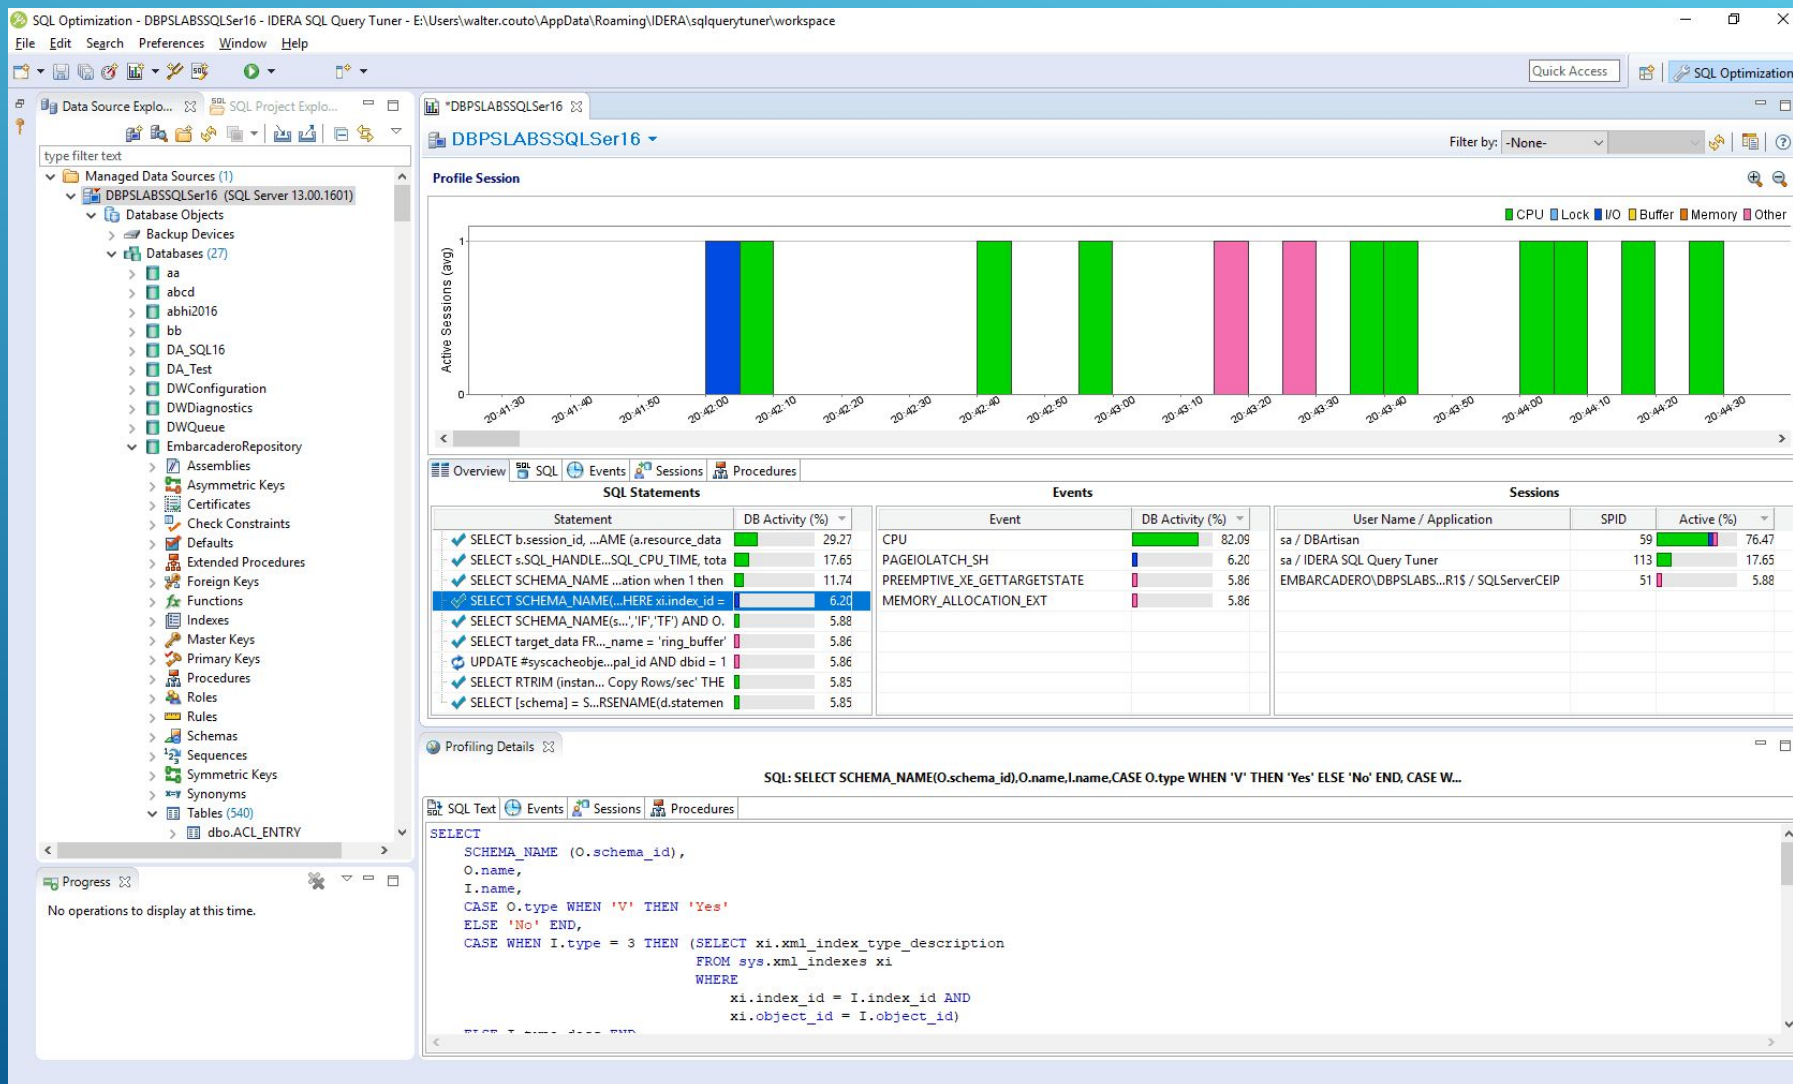 SQL Optimization - DBPSLABSSQLSer16 - IDERA SQL Query Tuner - E:\Users\walter.couto\AppData\Roaming\IDERA\sqlquerytuner\workspace
File Edit Search Preferences Window Help
Quick Access
SQL Optimization
Data Source Explo...
SQL Project Explo...
type filter text
Managed Data Sources (1)
DBPSLABSSQLSer16 (SQL Server 13.00.1601)
Database Objects
Backup Devices
Databases (27)
aa
abcd
abhi2016
bb
DA_SQL16
DA_Test
DWConfiguration
DWDiagnostics
DWQueue
EmbarcaderoRepository
Assemblies
Asymmetric Keys
Certificates
Check Constraints
Defaults
Extended Procedures
Foreign Keys
Functions
Indexes
Master Keys
Primary Keys
Procedures
Roles
Rules
Schemas
Sequences
Symmetric Keys
Synonyms
Tables (540)
dbo.ACL_ENTRY
Progress
No operations to display at this time.
*DBPSLABSSQLSer16
DBPSLABSSQLSer16
Filter by: -None-
Profile Session
CPU Lock I/O Buffer Memory Other
Active Sessions (avg)
1
0
20:41:30 20:41:40 20:41:50 20:42:00 20:42:10 20:42:20 20:42:30 20:42:40 20:42:50 20:43:00 20:43:10 20:43:20 20:43:30 20:43:40 20:43:50 20:44:00 20:44:10 20:44:20 20:44:30
Overview SQL Events Sessions Procedures
SQL Statements
Statement DB Activity (%)
SELECT b.session_id, ...AME (a.resource_data 29.27
SELECT s.SQL_HANDLE...SQL_CPU_TIME, tota 17.65
SELECT SCHEMA_NAME ...ation when 1 then 11.74
SELECT SCHEMA_NAME(...HERE xi.index_id = 6.20
SELECT SCHEMA_NAME(s...','IF','TF') AND O. 5.88
SELECT target_data FR..._name = 'ring_buffer' 5.86
UPDATE #syscacheobje...pal_id AND dbid = 1 5.86
SELECT RTRIM (instan... Copy Rows/sec' THE 5.85
SELECT [schema] = S...RSENAME(d.statemen 5.85
Events
Event DB Activity (%)
CPU 82.09
PAGEIOLATCH_SH 6.20
PREEMPTIVE_XE_GETTARGETSTATE 5.86
MEMORY_ALLOCATION_EXT 5.86
Sessions
User Name / Application SPID Active (%)
sa / DBArtisan 59 76.47
sa / IDERA SQL Query Tuner 113 17.65
EMBARCADERO\DBPSLABS...R1$ / SQLServerCEIP 51 5.88
Profiling Details
SQL: SELECT SCHEMA_NAME(O.schema_id),O.name,I.name,CASE O.type WHEN 'V' THEN 'Yes' ELSE 'No' END, CASE W...
SQL Text Events Sessions Procedures
SELECT
SCHEMA_NAME (O.schema_id),
O.name,
I.name,
CASE O.type WHEN 'V' THEN 'Yes'
ELSE 'No' END,
CASE WHEN I.type = 3 THEN (SELECT xi.xml_index_type_description
FROM sys.xml_indexes xi
WHERE
xi.index_id = I.index_id AND
xi.object_id = I.object_id)
ELSE I.type_desc END